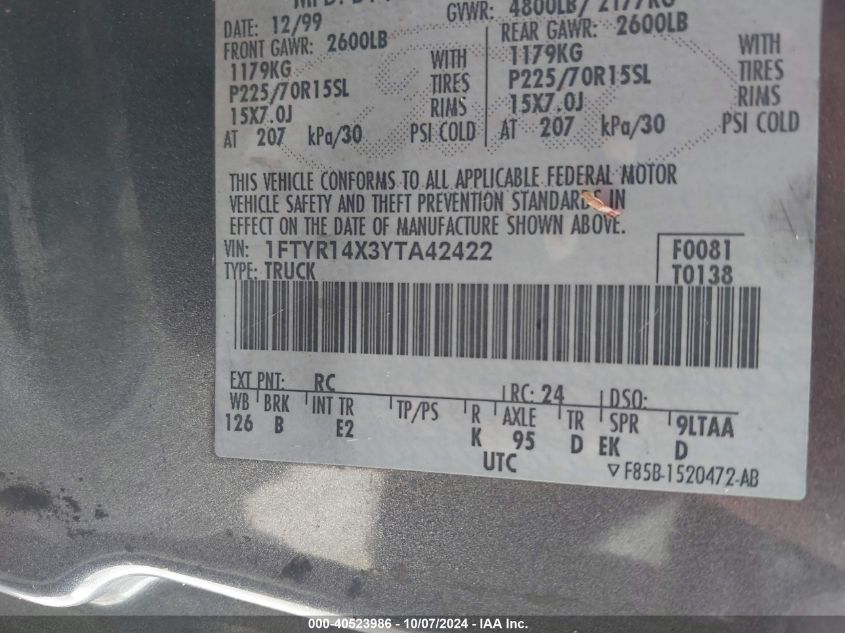 GVWR: 4800LB/ 2177KG
DATE: 12/99
FRONT GAWR: 2600LB
1179KG WITH
P225/70R15SL TIRES
15X7.0J RIMS
AT 207 kPa/30 PSI COLD
REAR GAWR: 2600LB
1179KG WITH
P225/70R15SL TIRES
15X7.0J RIMS
AT 207 kPa/30 PSI COLD
THIS VEHICLE CONFORMS TO ALL APPLICABLE FEDERAL MOTOR
VEHICLE SAFETY AND THEFT PREVENTION STANDARDS IN
EFFECT ON THE DATE OF MANUFACTURE SHOWN ABOVE.
VIN: 1FTYR14X3YTA42422
TYPE: TRUCK
F0081
T0138
EXT PNT: RC RC: 24 DSO:
WB BRK INT TR TP/PS R AXLE TR SPR 9LTAA
126 B E2 K 95 D EK D
UTC ▽F85B-1520472-AB
000-40523986 - 10/07/2024 - IAA Inc.